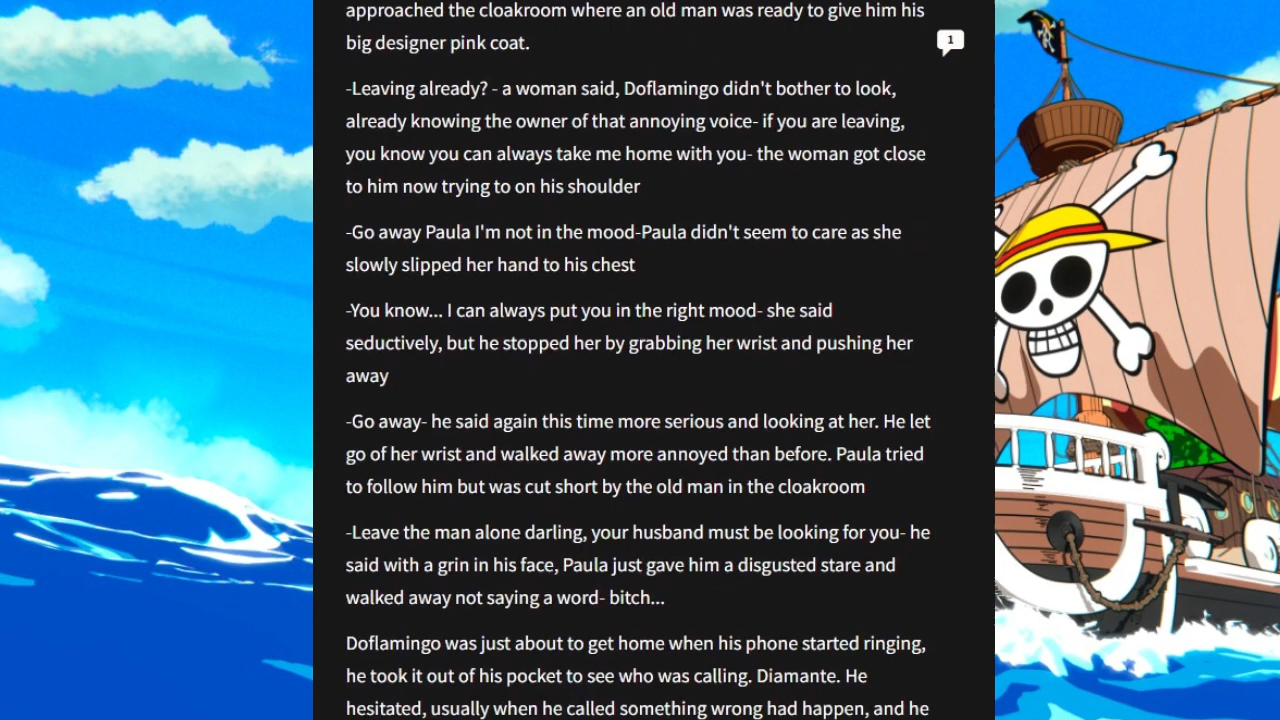 approached the cloakroom where an old man was ready to give him his
big designer pink coat.
1
-Leaving already? - a woman said, Doflamingo didn't bother to look,
already knowing the owner of that annoying voice- if you are leaving,
you know you can always take me home with you- the woman got close
to him now trying to on his shoulder
-Go away Paula I'm not in the mood-Paula didn't seem to care as she
slowly slipped her hand to his chest
-You know... I can always put you in the right mood- she said
seductively, but he stopped her by grabbing her wrist and pushing her
away
-Go away- he said again this time more serious and looking at her. He let
go of her wrist and walked away more annoyed than before. Paula tried
to follow him but was cut short by the old man in the cloakroom
-Leave the man alone darling, your husband must be looking for you- he
said with a grin in his face, Paula just gave him a disgusted stare and
walked away not saying a word- bitch...
Doflamingo was just about to get home when his phone started ringing,
he took it out of his pocket to see who was calling. Diamante. He
hesitated, usually when he called something wrong had happen, and he